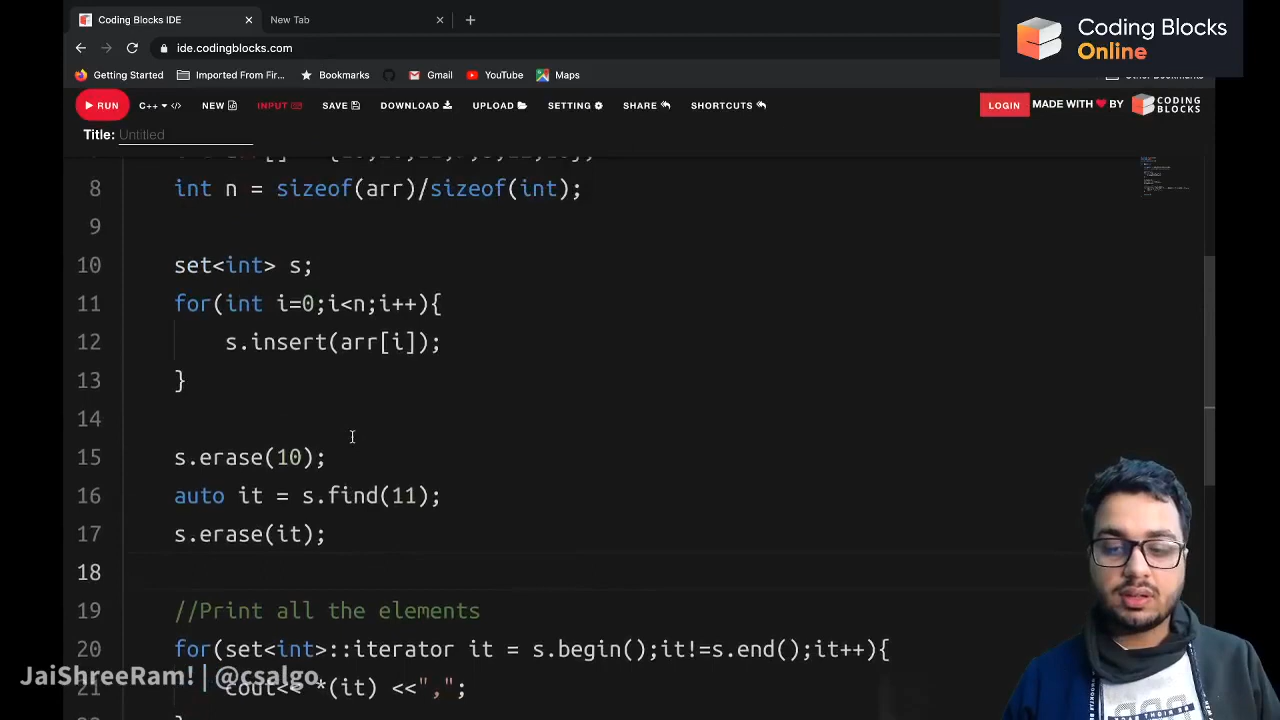 Coding Blocks IDE
New Tab
Coding Blocks
Online
ide.codingblocks.com
Getting Started
Imported From Fir...
Bookmarks
Gmail
YouTube
Maps
Other Bookmarks
RUN
C++
NEW
INPUT
SAVE
DOWNLOAD
UPLOAD
SETTING
SHARE
SHORTCUTS
LOGIN
MADE WITH ♥ BY
CODING
BLOCKS
Title: Untitled
8 int n = sizeof(arr)/sizeof(int);
9
10 set<int> s;
11 for(int i=0;i<n;i++){
12 s.insert(arr[i]);
13 }
14
15 s.erase(10);
16 auto it = s.find(11);
17 s.erase(it);
18
19 //Print all the elements
20 for(set<int>::iterator it = s.begin();it!=s.end();it++){
JaiShreeRam! | @csalgo
21 cout<< *(it) <<",";